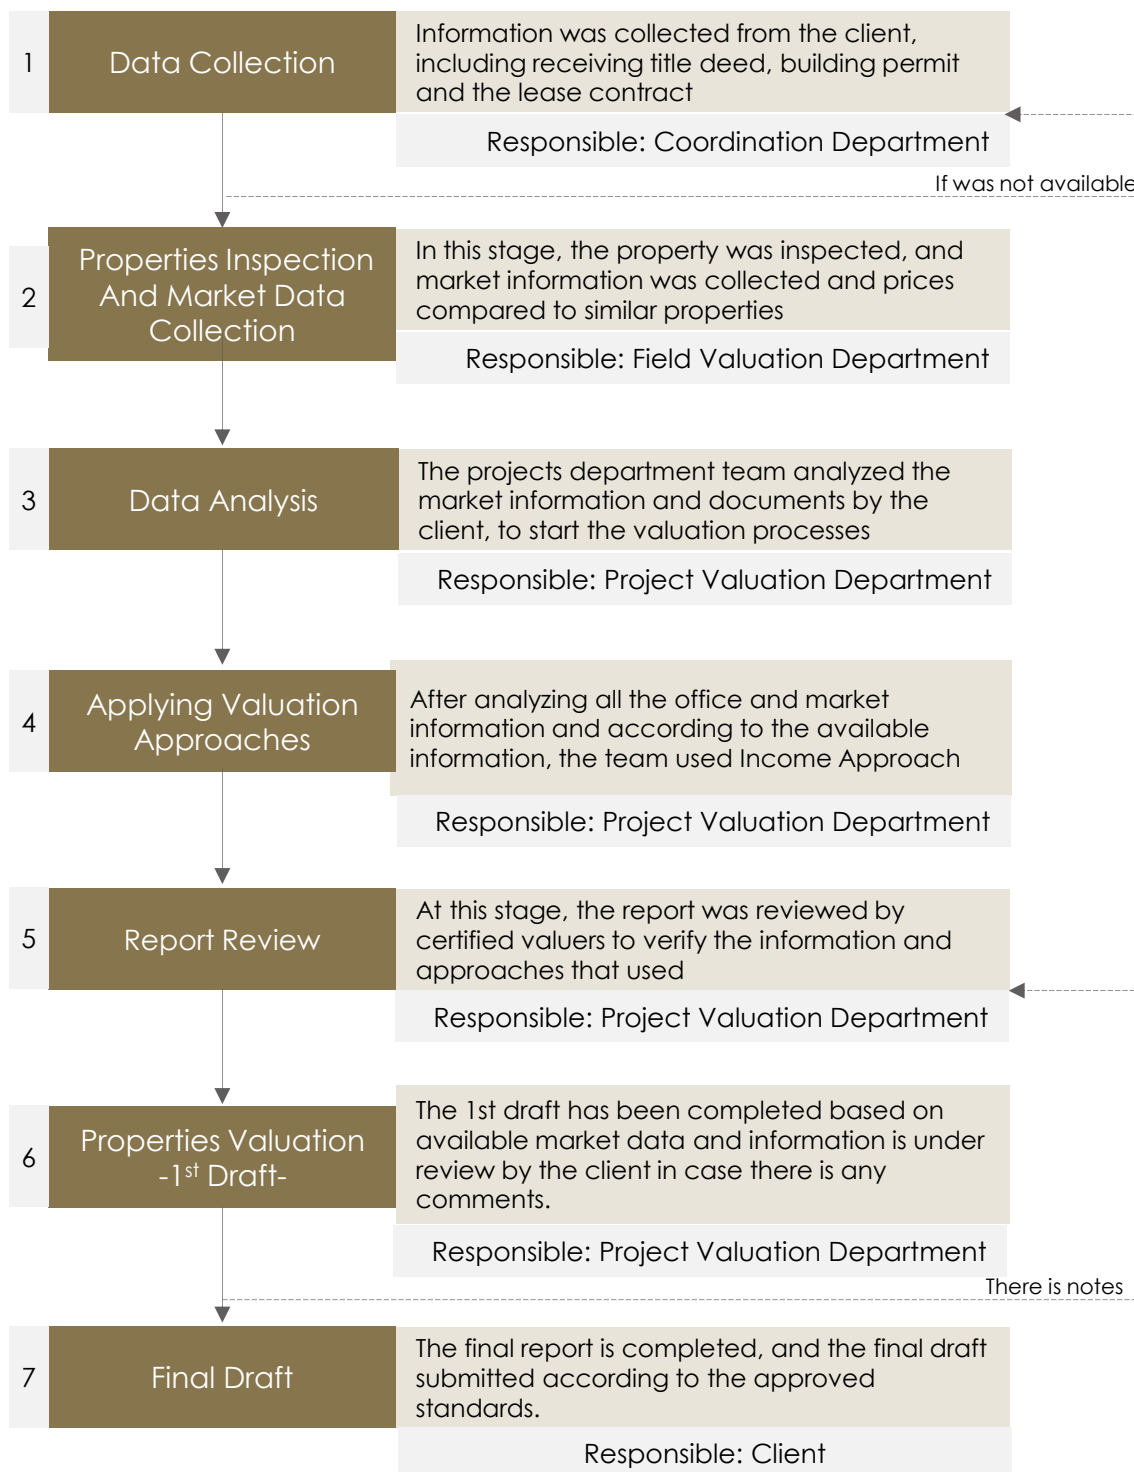 1
Data Collection
Information was collected from the client,
including receiving title deed, building permit
and the lease contract
Responsible: Coordination Department
If was not available
2
Properties Inspection
And Market Data
Collection
In this stage, the property was inspected, and
market information was collected and prices
compared to similar properties
Responsible: Field Valuation Department
3
Data Analysis
The projects department team analyzed the
market information and documents by the
client, to start the valuation processes
Responsible: Project Valuation Department
4
Applying Valuation
Approaches
After analyzing all the office and market
information and according to the available
information, the team used Income Approach
Responsible: Project Valuation Department
5
Report Review
At this stage, the report was reviewed by
certified valuers to verify the information and
approaches that used
Responsible: Project Valuation Department
6
Properties Valuation
-1st Draft-
The 1st draft has been completed based on
available market data and information is under
review by the client in case there is any
comments.
Responsible: Project Valuation Department
There is notes
7
Final Draft
The final report is completed, and the final draft
submitted according to the approved
standards.
Responsible: Client